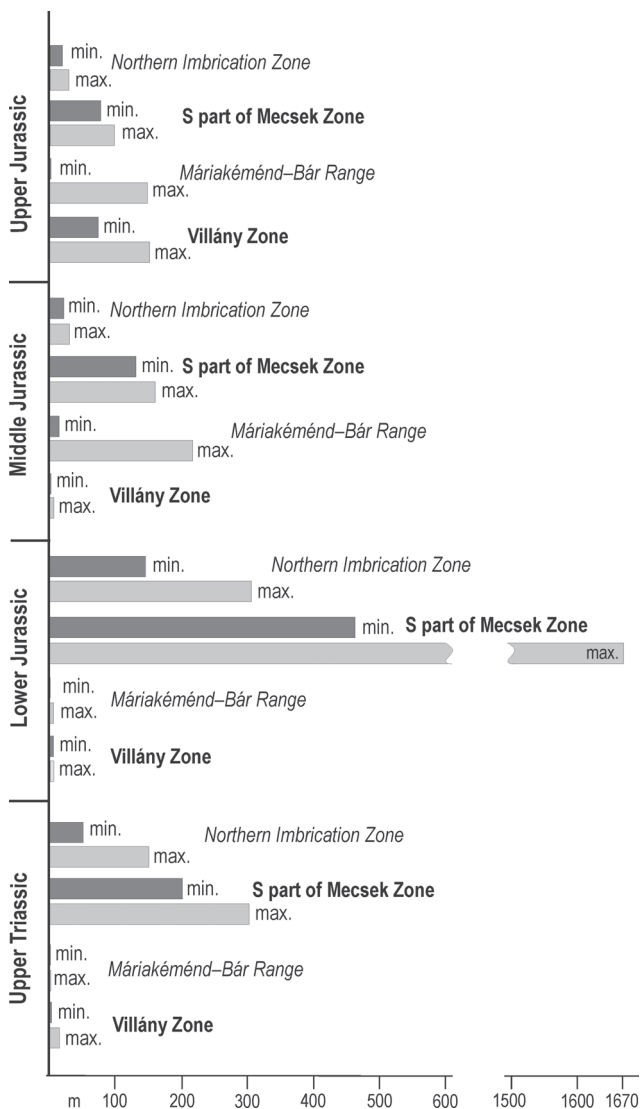 Upper Jurassic
min.
Northern Imbrication Zone
max.
min.
S part of Mecsek Zone
max.
min.
Máriakéménd–Bár Range
max.
min.
Villány Zone
max.
Middle Jurassic
min.
Northern Imbrication Zone
max.
min.
S part of Mecsek Zone
max.
min.
Máriakéménd–Bár Range
max.
min.
Villány Zone
max.
Lower Jurassic
min.
Northern Imbrication Zone
max.
min.
S part of Mecsek Zone
max.
min.
Máriakéménd–Bár Range
max.
min.
Villány Zone
max.
Upper Triassic
min.
Northern Imbrication Zone
max.
min.
S part of Mecsek Zone
max.
min.
Máriakéménd–Bár Range
max.
min.
Villány Zone
max.
m 100 200 300 400 500 600 1500 1600 1670